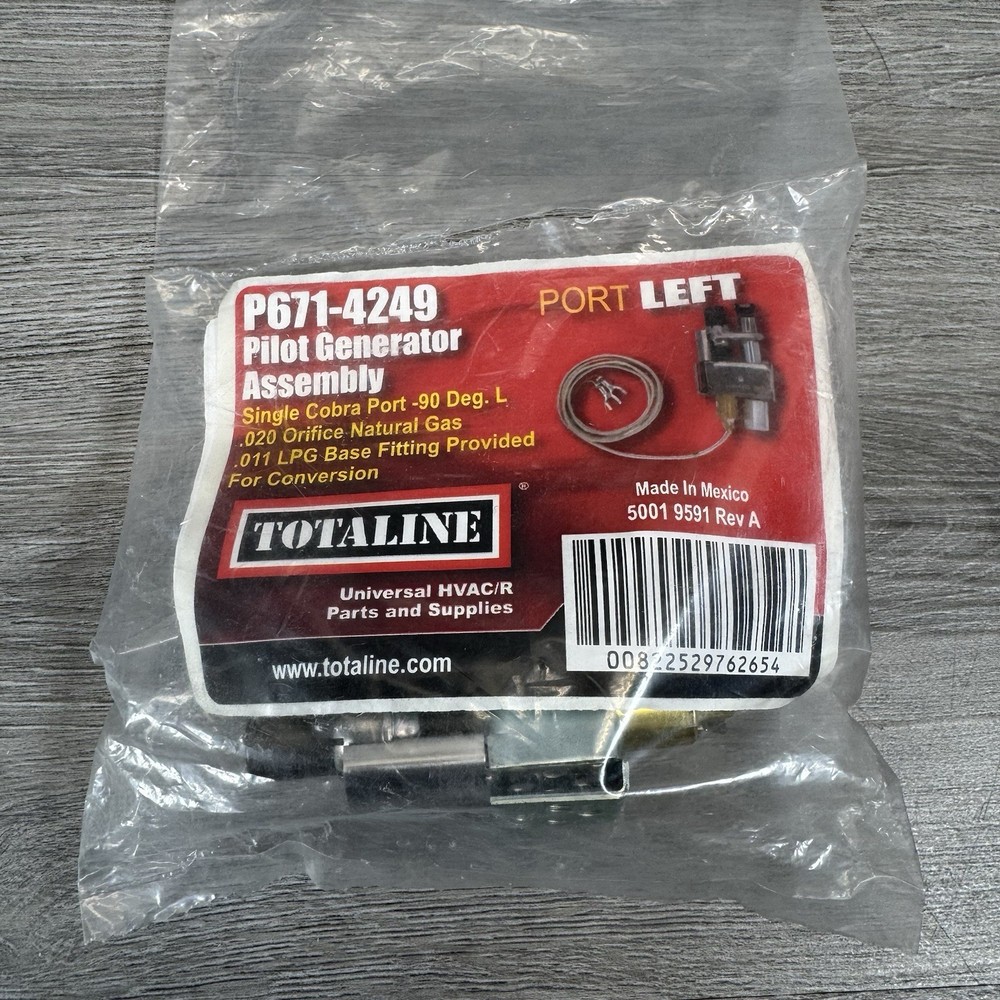 P671-4249
Pilot Generator
Assembly
Single Cobra Port -90 Deg. L
.020 Orifice Natural Gas
.011 LPG Base Fitting Provided
For Conversion
PORT LEFT
TOTALINE®
Universal HVAC/R
Parts and Supplies
www.totaline.com
Made In Mexico
5001 9591 Rev A
00822529762654